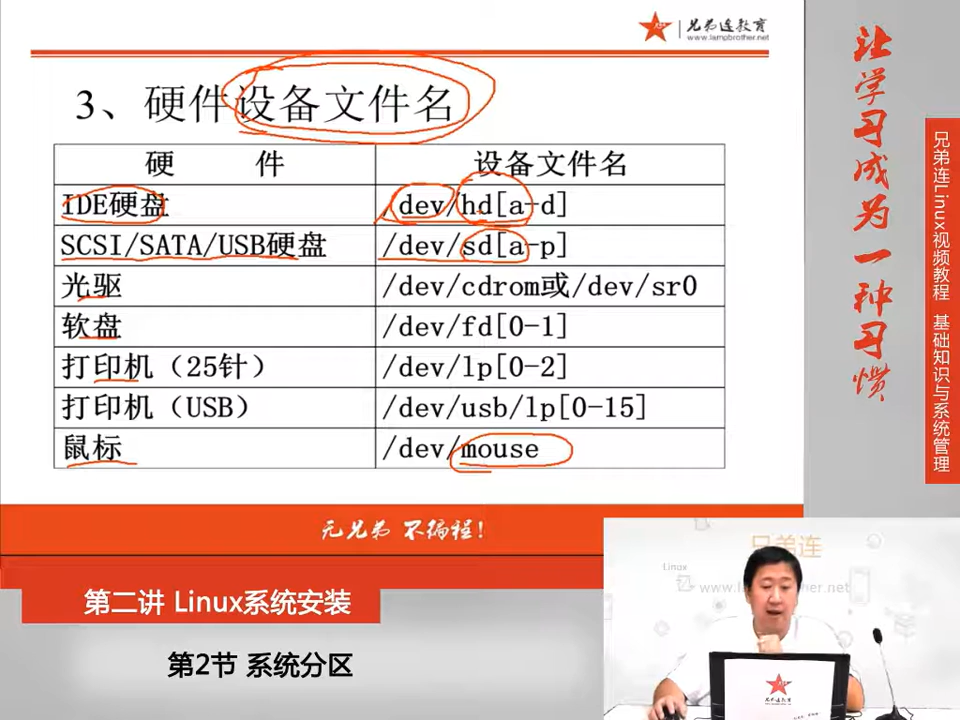 兄弟连教育
www.lampbrother.net
3、硬件设备文件名
硬 件 设备文件名
IDE硬盘 /dev/hd[a-d]
SCSI/SATA/USB硬盘 /dev/sd[a-p]
光驱 /dev/cdrom或/dev/sr0
软盘 /dev/fd[0-1]
打印机（25针） /dev/lp[0-2]
打印机（USB） /dev/usb/lp[0-15]
鼠标 /dev/mouse
无兄弟 不编程！
让学习成为一种习惯
兄弟连Linux视频教程 基础知识与系统管理
第二讲 Linux系统安装
第2节 系统分区
兄弟连
Linux